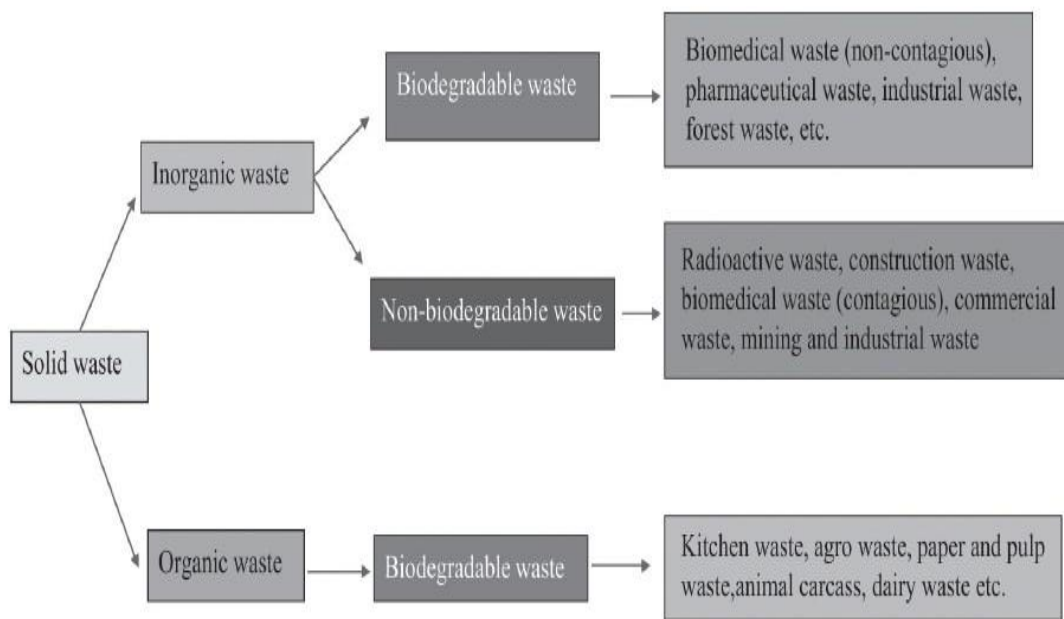 Biodegradable waste
Biomedical waste (non-contagious),
pharmaceutical waste, industrial waste,
forest waste, etc.
Inorganic waste
Non-biodegradable waste
Radioactive waste, construction waste,
biomedical waste (contagious), commercial
waste, mining and industrial waste
Solid waste
Organic waste
Biodegradable waste
Kitchen waste, agro waste, paper and pulp
waste,animal carcass, dairy waste etc.